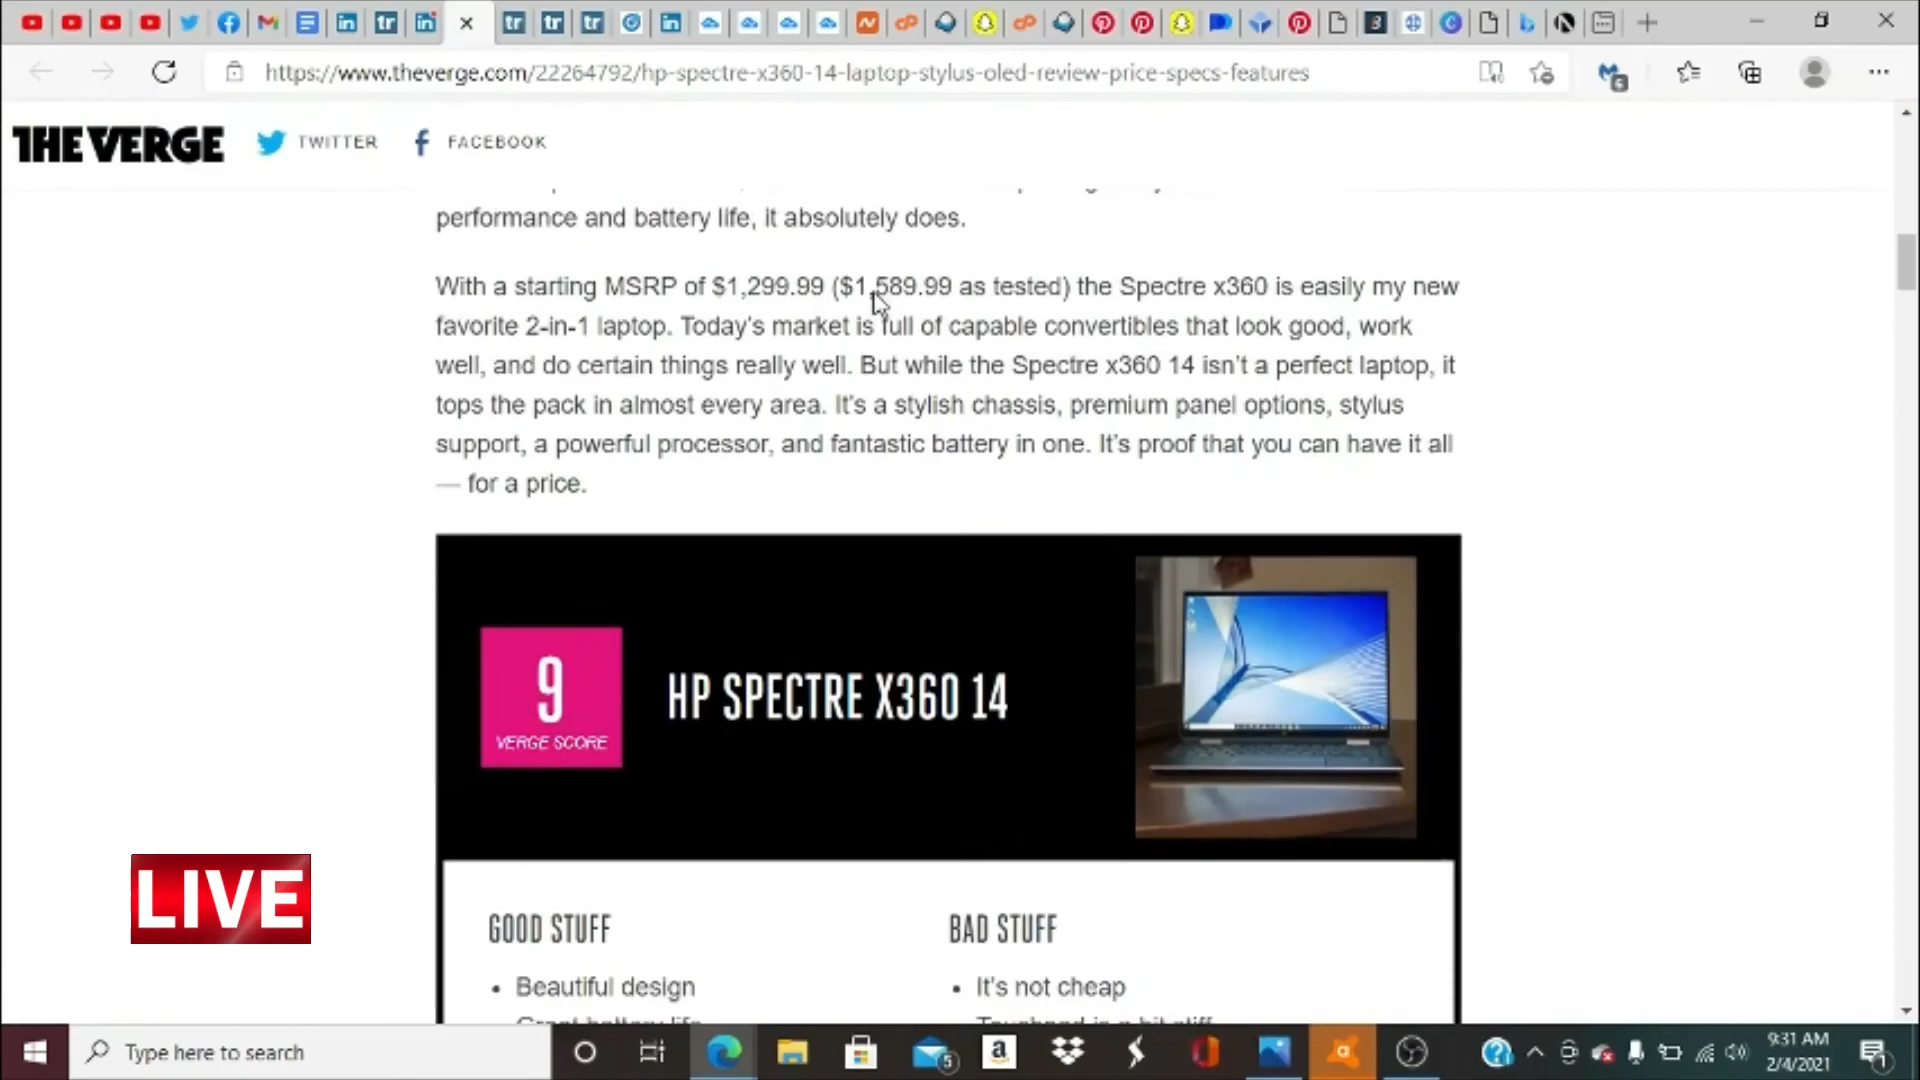 https://www.theverge.com/22264792/hp-spectre-x360-14-laptop-stylus-oled-review-price-specs-features
THE VERGE TWITTER FACEBOOK
performance and battery life, it absolutely does.
With a starting MSRP of $1,299.99 ($1,589.99 as tested) the Spectre x360 is easily my new
favorite 2-in-1 laptop. Today's market is full of capable convertibles that look good, work
well, and do certain things really well. But while the Spectre x360 14 isn't a perfect laptop, it
tops the pack in almost every area. It's a stylish chassis, premium panel options, stylus
support, a powerful processor, and fantastic battery in one. It's proof that you can have it all
— for a price.
9
VERGE SCORE
HP SPECTRE X360 14
LIVE
GOOD STUFF
• Beautiful design
BAD STUFF
• It's not cheap
Type here to search
5
9:31 AM
2/4/2021
1